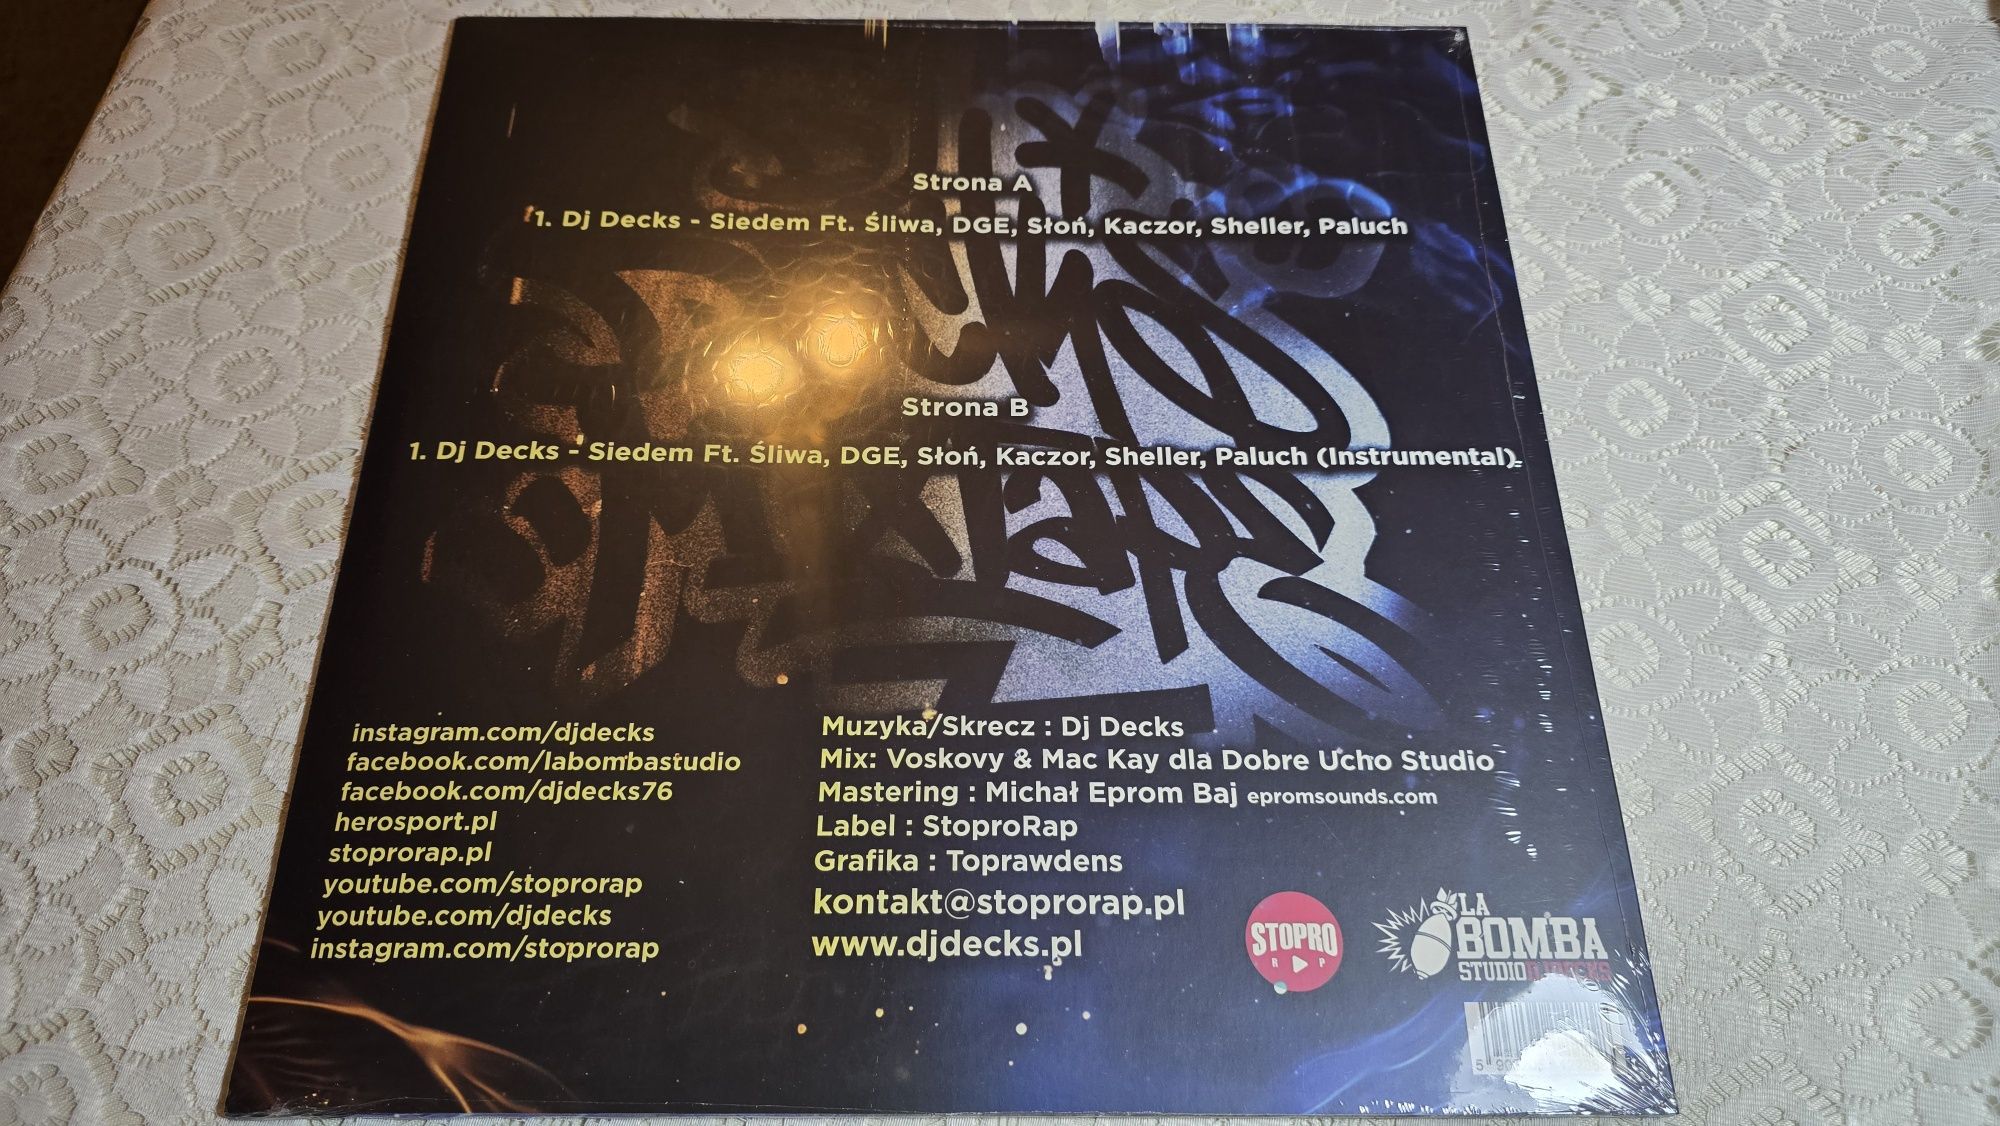 Strona A
1. Dj Decks - Siedem Ft. Śliwa, DGE, Słoń, Kaczor, Sheller, Paluch
Strona B
1. Dj Decks - Siedem Ft. Śliwa, DGE, Słoń, Kaczor, Sheller, Paluch (Instrumental)
instagram.com/djdecks
facebook.com/labombastudio
facebook.com/djdecks76
herosport.pl
stoprorap.pl
youtube.com/stoprorap
youtube.com/djdecks
instagram.com/stoprorap
Muzyka/Skrecz : Dj Decks
Mix: Voskovy & Mac Kay dla Dobre Ucho Studio
Mastering : Michał Eprom Baj epromsounds.com
Label : StoproRap
Grafika : Toprawdens
kontakt@stoprorap.pl
www.djdecks.pl
STOPRO
RP
LA
BOMBA
STUDIO DJ DECKS